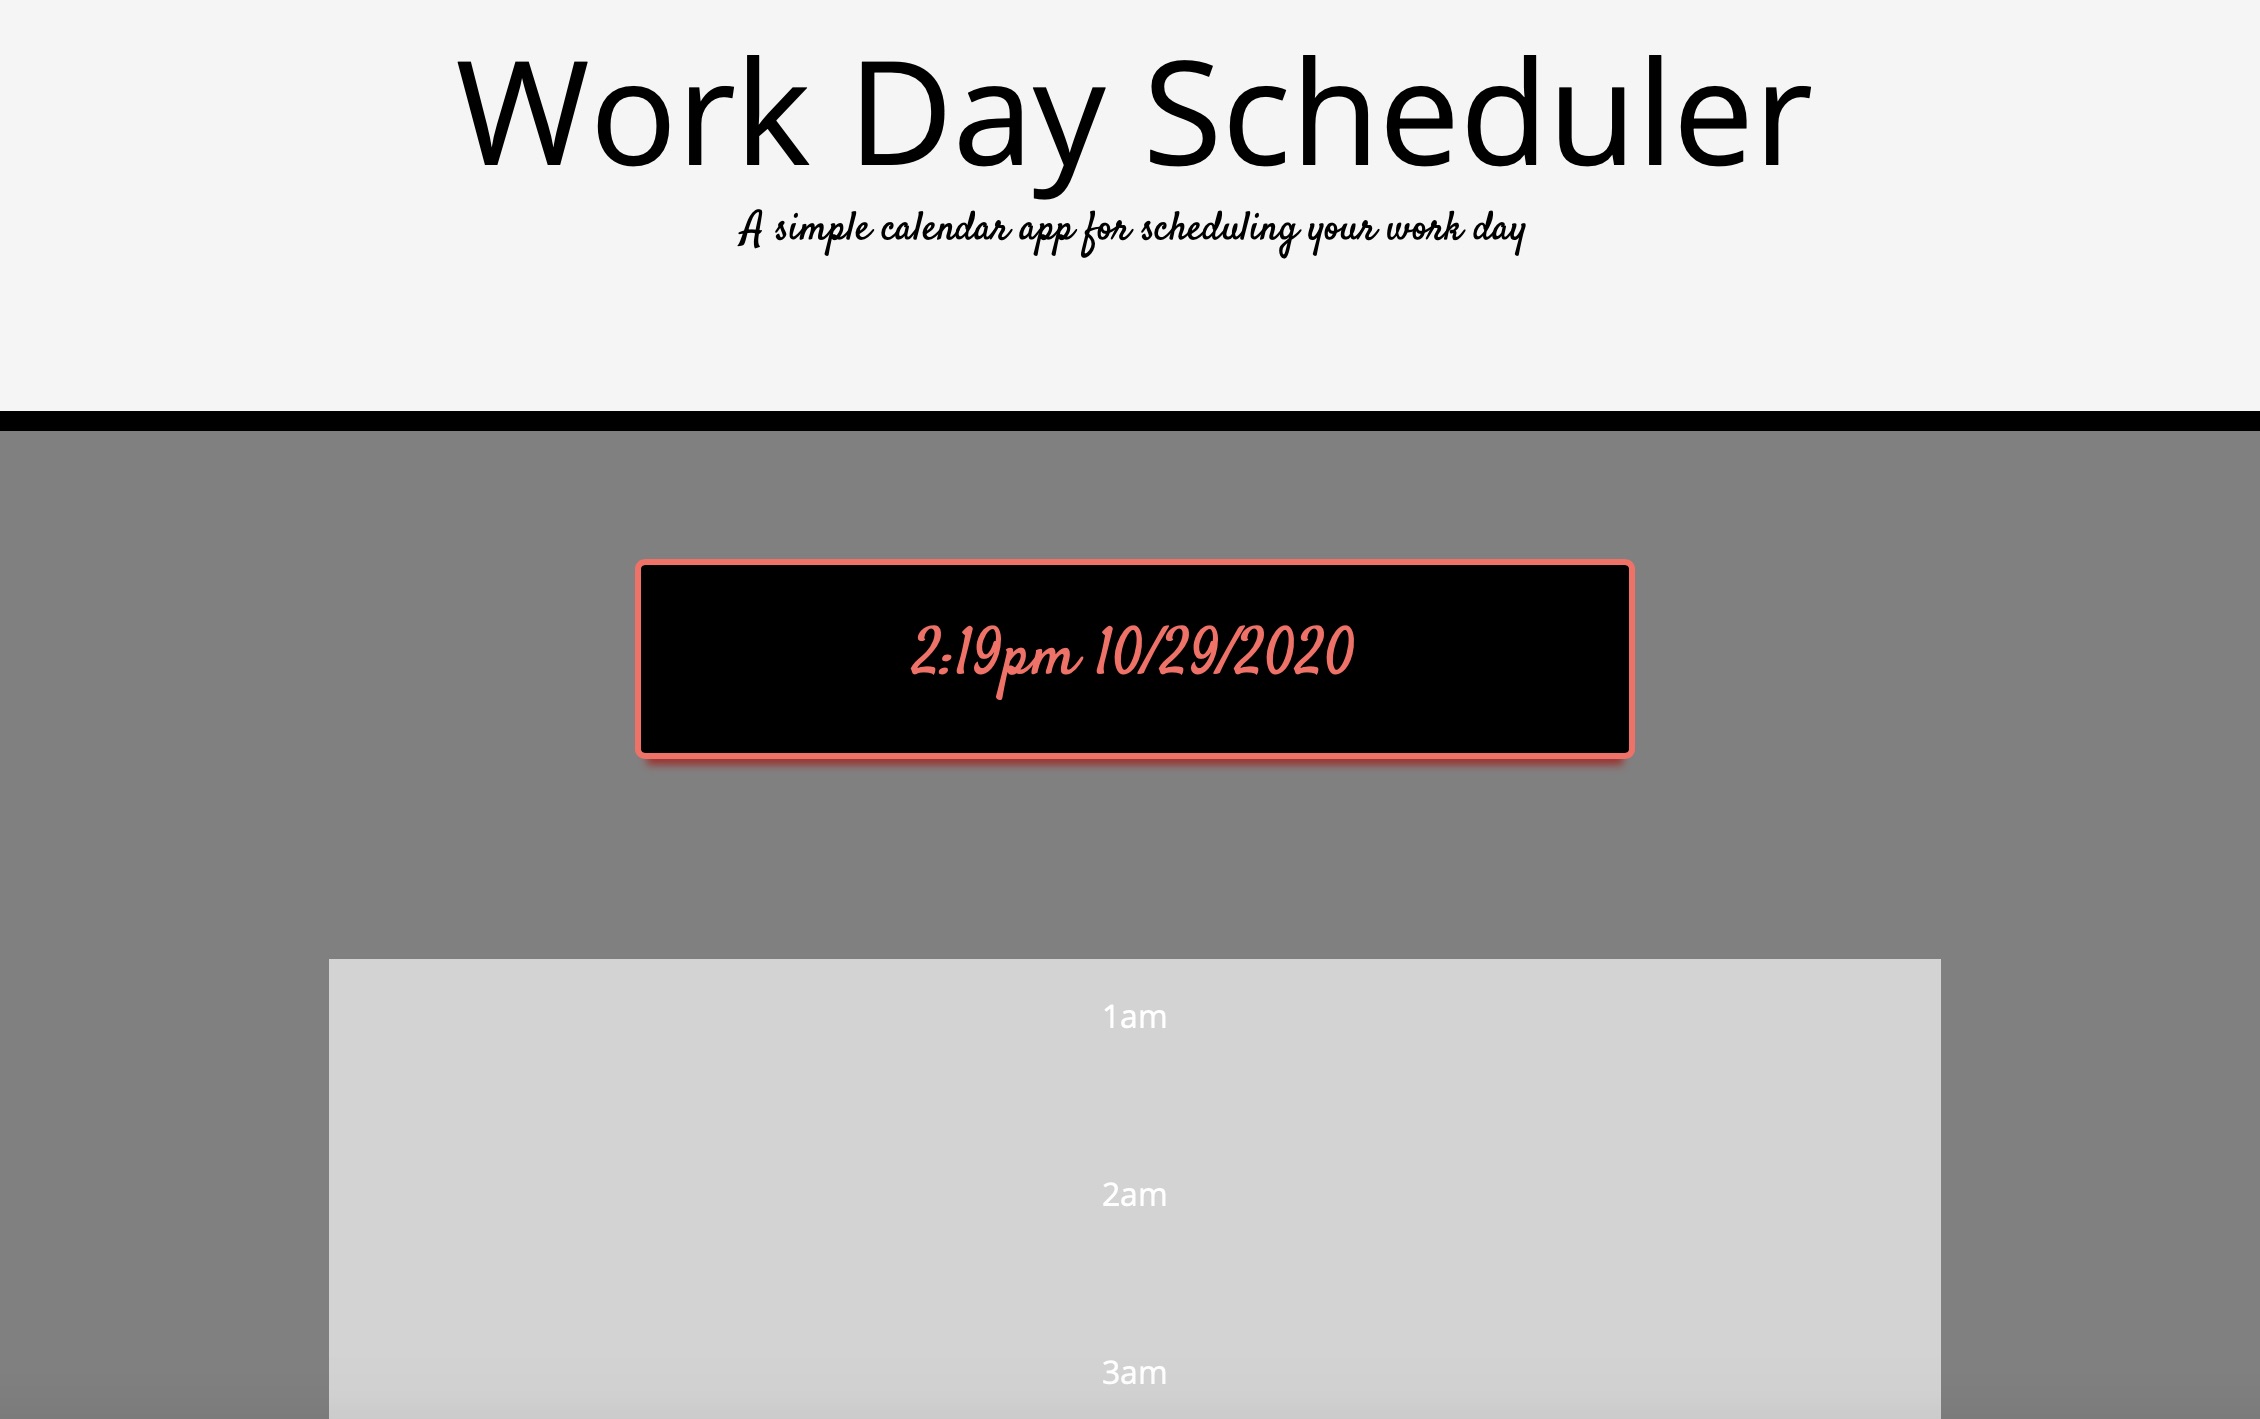 Work Day Scheduler
A simple calendar app for scheduling your work day
2:19pm 10/29/2020
1am
2am
3am